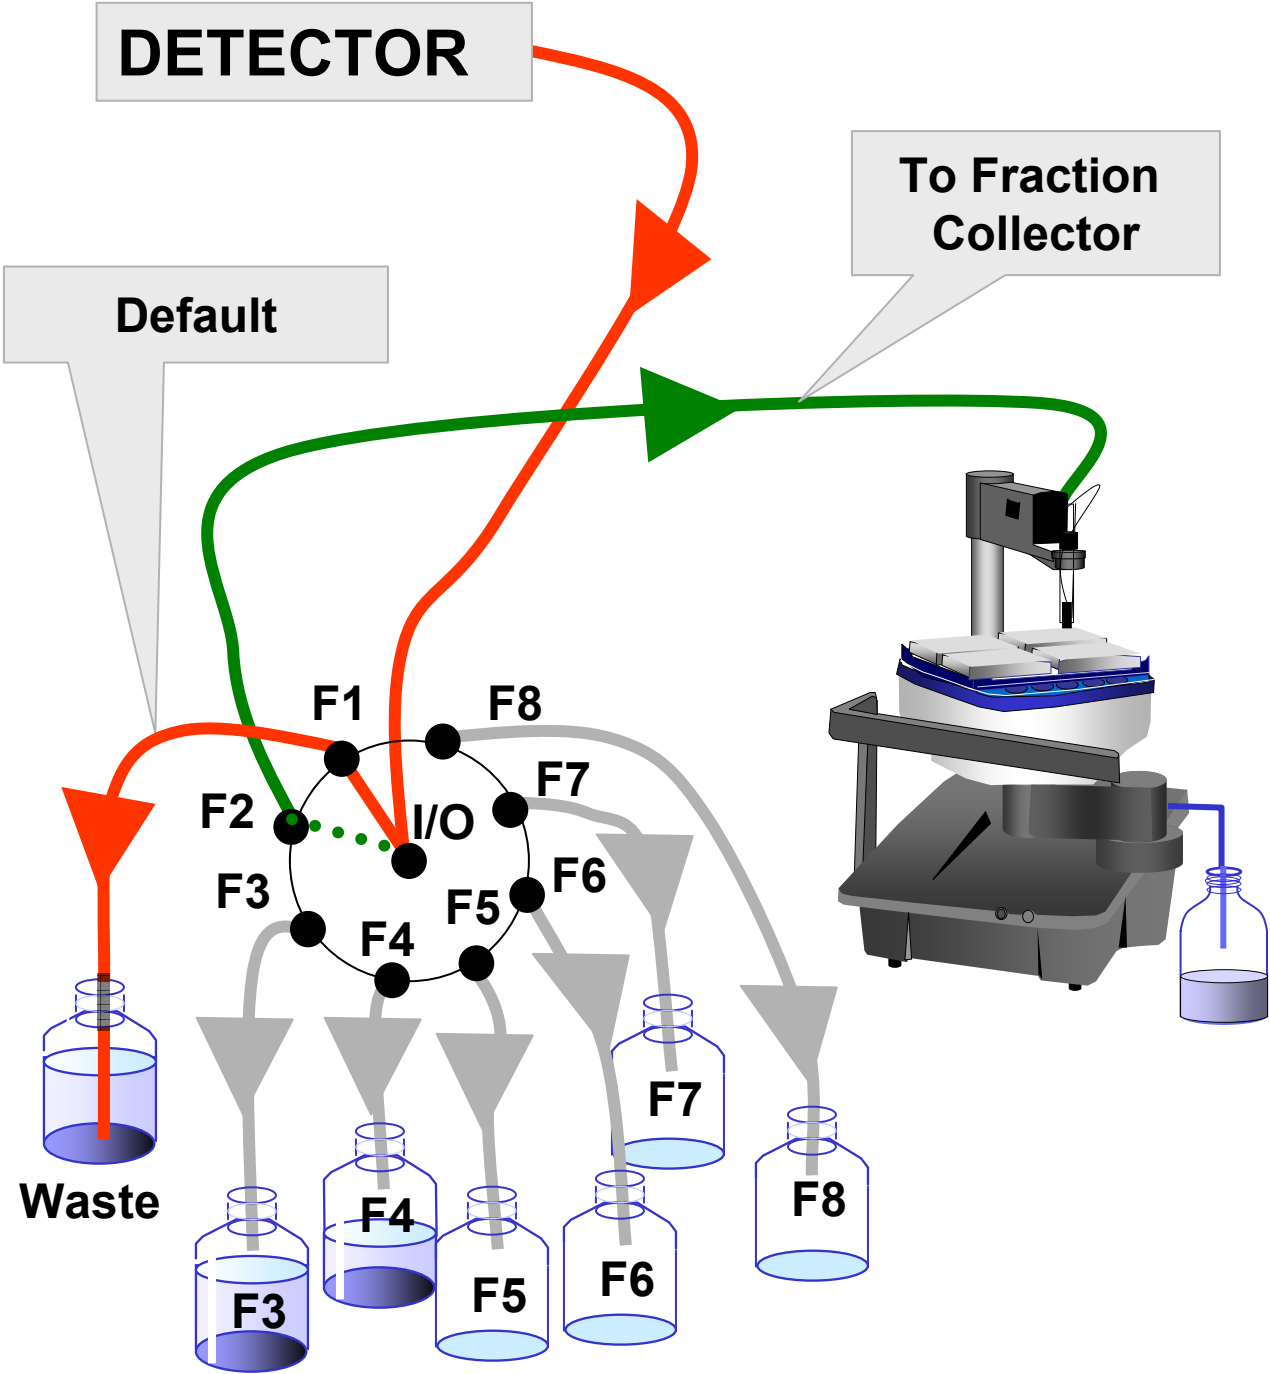 DETECTOR
To Fraction
Collector
Default
F1
F8
F7
F2
I/O
F6
F3
F5
F4
F7
Waste
F8
F4
F6
F5
F3